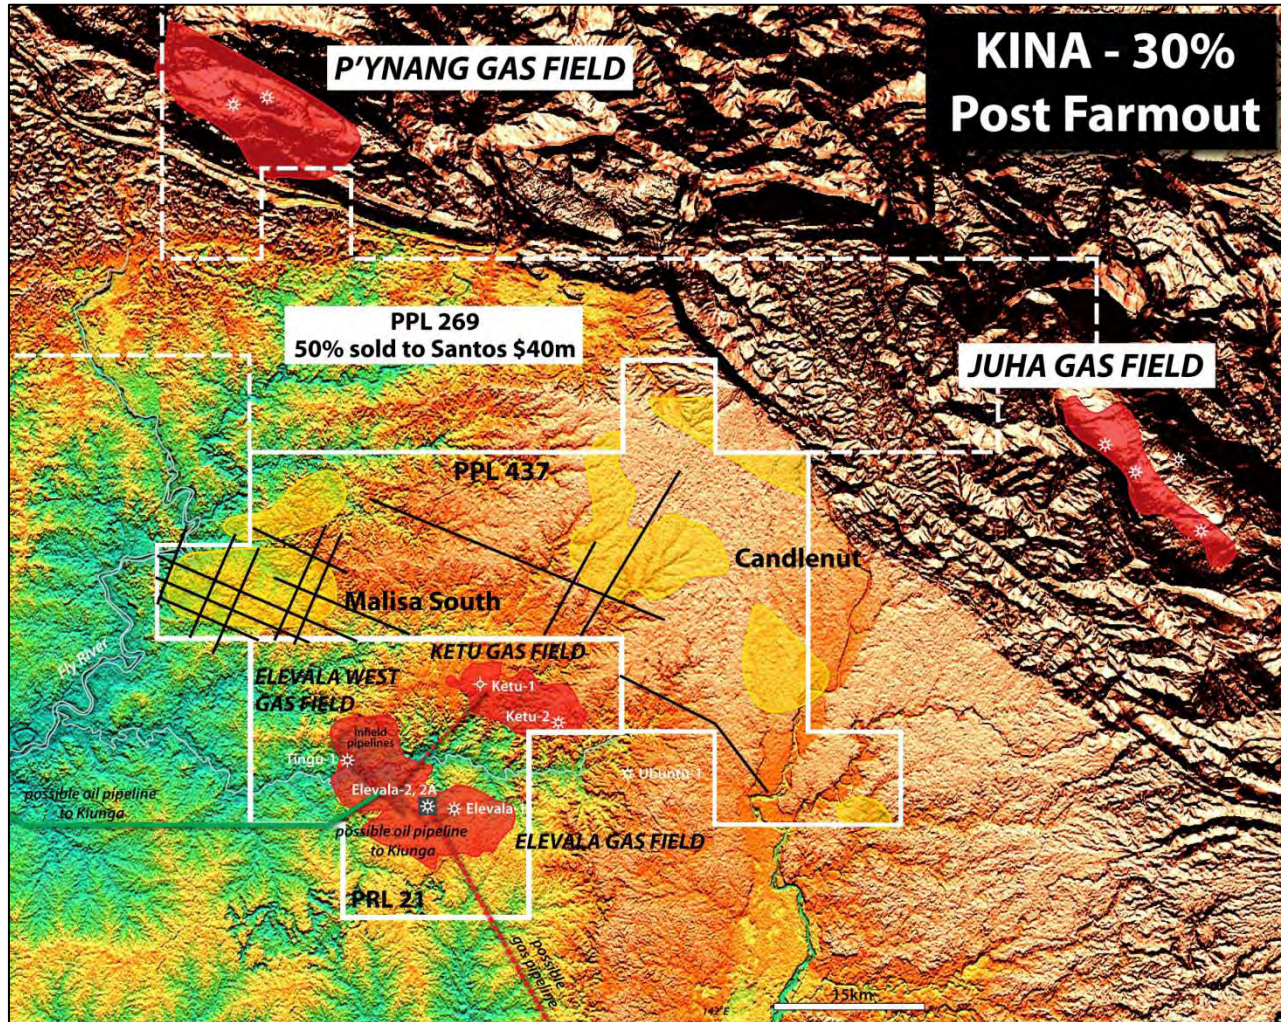 KINA - 30%
Post Farmout
P'YNANG GAS FIELD
PPL 269
50% sold to Santos $40m
JUHA GAS FIELD
PPL 437
Candlenut
Malisa South
Fly River
KETU GAS FIELD
ELEVALA WEST
GAS FIELD
Ketu-1
Ketu-2
Infield
pipelines
Tingu-1
Ubuntu-1
Elevala-2, 2A
Elevala-1
possible oil pipeline
to Kiunga
possible oil pipeline
to Kiunga
ELEVALA GAS FIELD
PRL 21
possible
gas pipeline
15km
142°E